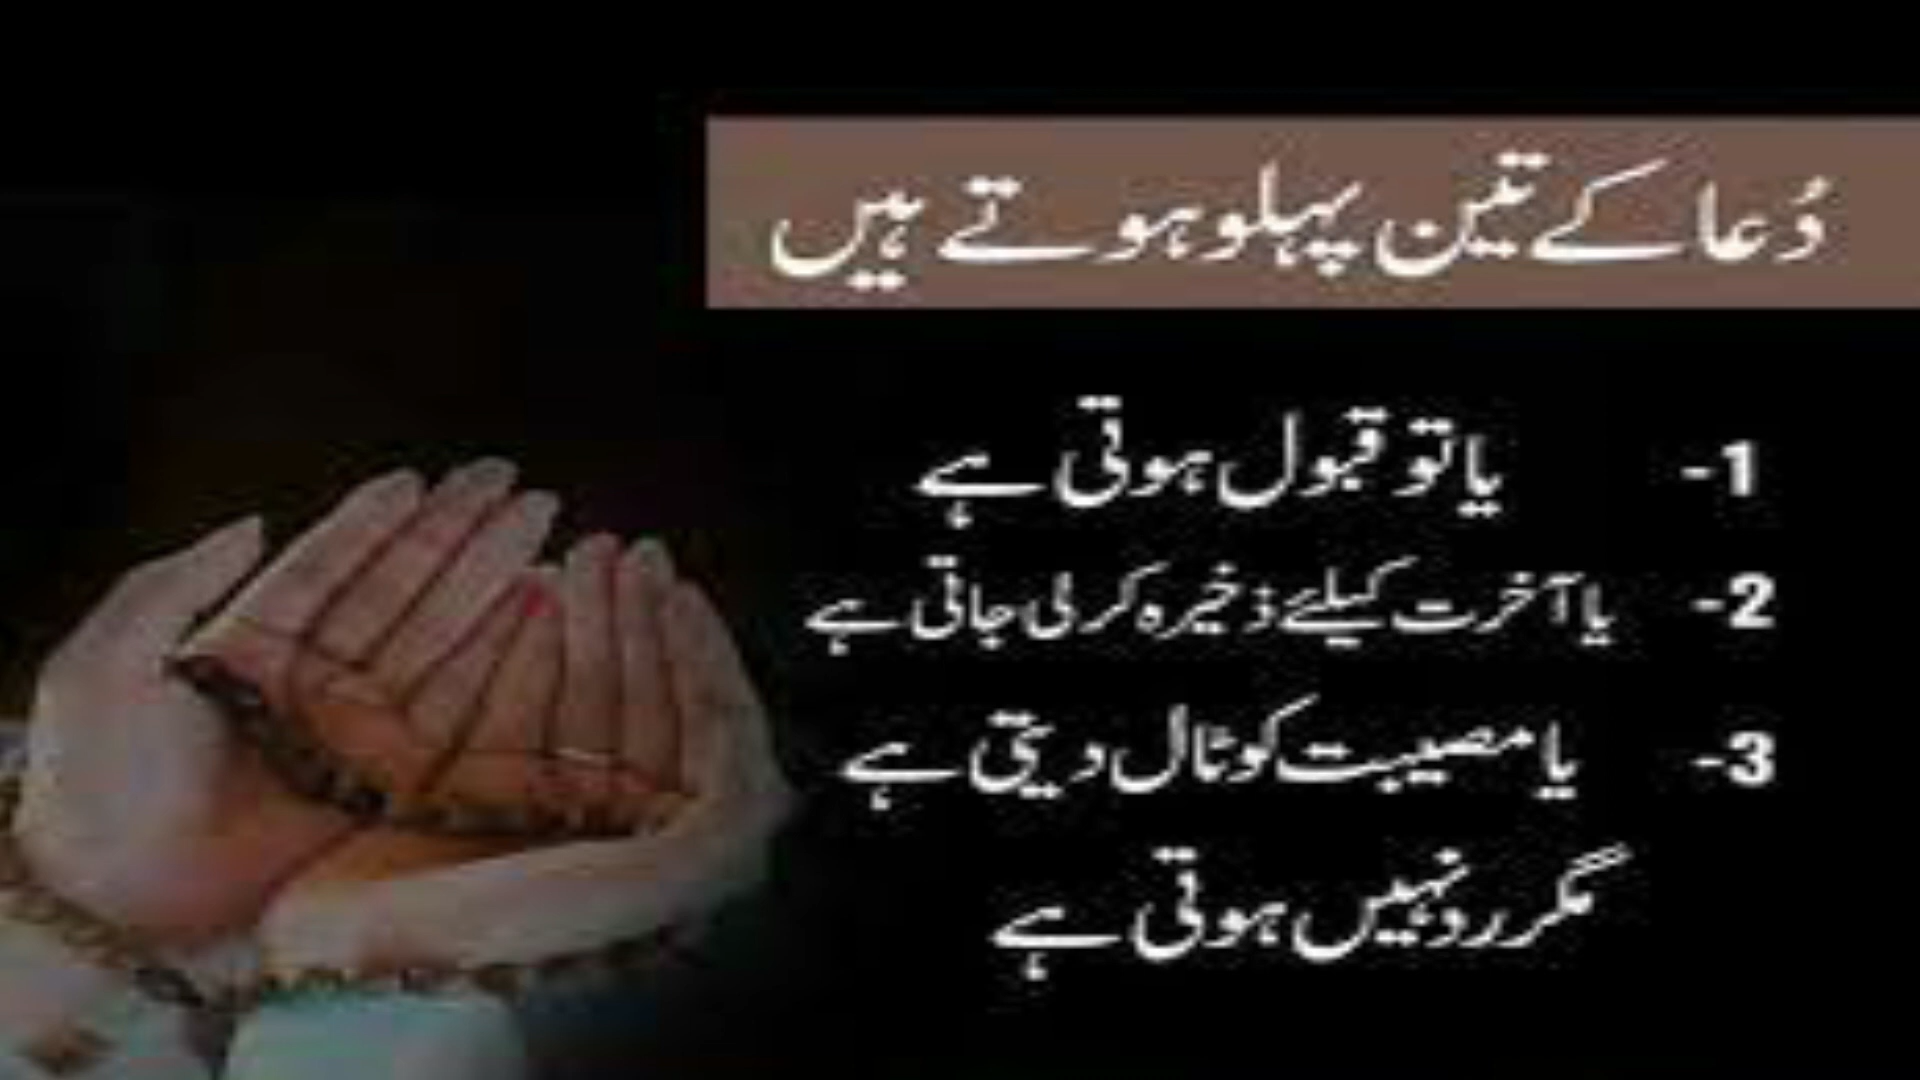 دُعا کے تین پہلو ہوتے ہیں
1- یا تو قبول ہوتی ہے
2- یا آخرت کیلئے ذخیرہ کر لی جاتی ہے
3- یا مصیبت کو ٹال دیتی ہے
مگر رد نہیں ہوتی ہے